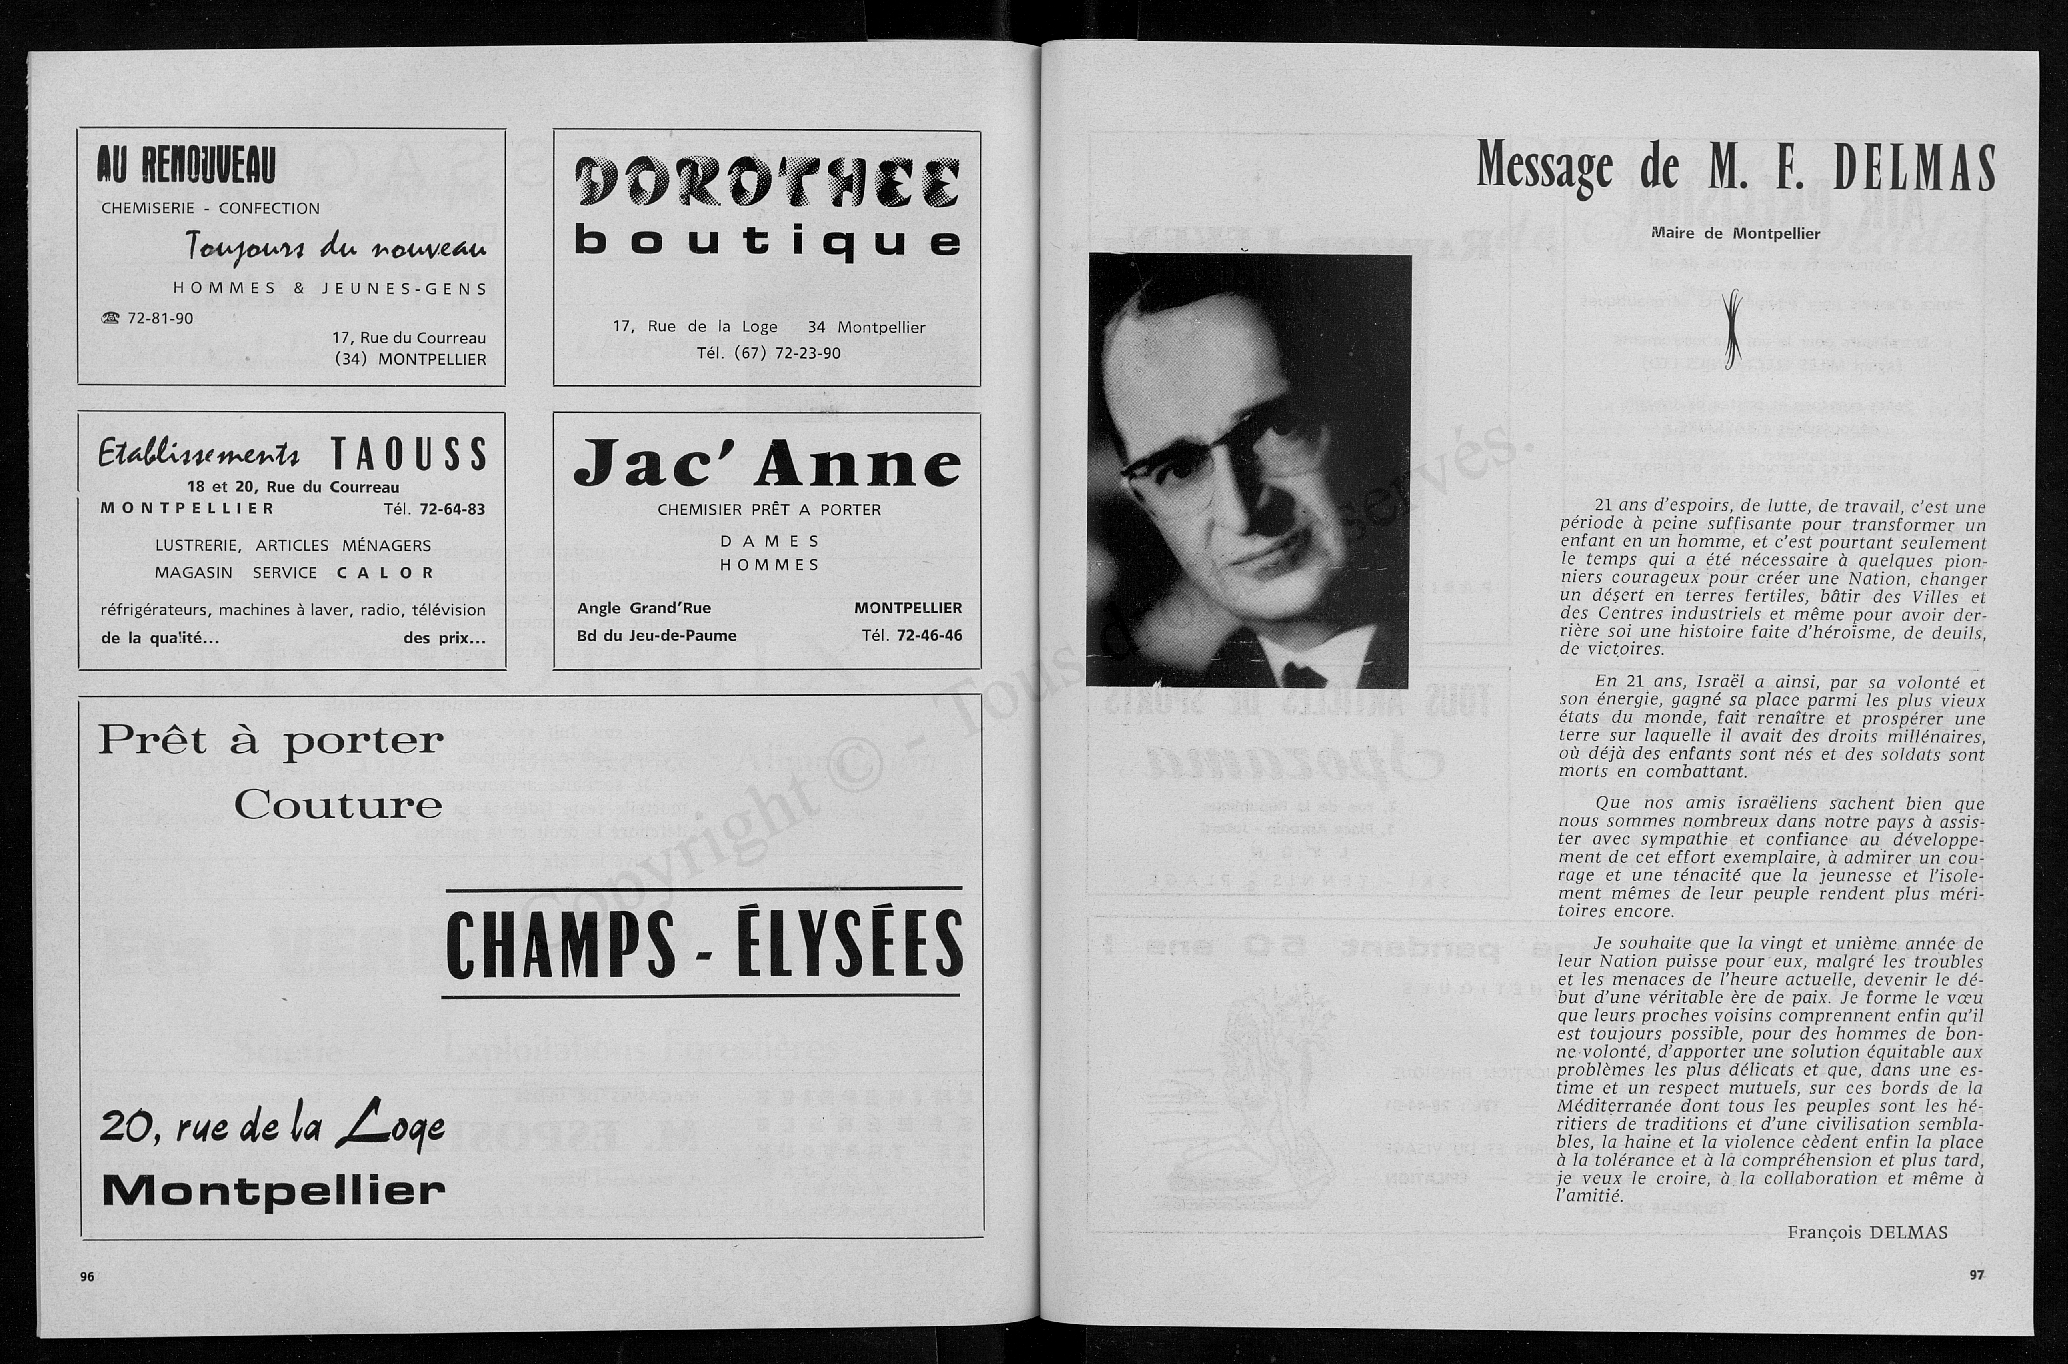 AU RENOUVEAU
CHEMISERIE - CONFECTION
Toujours du nouveau
HOMMES & JEUNES-GENS
☎ 72-81-90
17, Rue du Courreau
(34) MONTPELLIER
DOROTHEE
boutique
17, Rue de la Loge 34 Montpellier
Tél. (67) 72-23-90
Etablissements TAOUSS
18 et 20, Rue du Courreau
MONTPELLIER Tél. 72-64-83
LUSTRERIE, ARTICLES MÉNAGERS
MAGASIN SERVICE CALOR
réfrigérateurs, machines à laver, radio, télévision
de la qualité... des prix...
Jac' Anne
CHEMISIER PRÊT A PORTER
DAMES
HOMMES
Angle Grand'Rue MONTPELLIER
Bd du Jeu-de-Paume Tél. 72-46-46
Prêt à porter
Couture
CHAMPS - ÉLYSÉES
20, rue de la Loge
Montpellier
96
Message de M. F. DELMAS
Maire de Montpellier
21 ans d'espoirs, de lutte, de travail, c'est une
période à peine suffisante pour transformer un
enfant en un homme, et c'est pourtant seulement
le temps qui a été nécessaire à quelques pion-
niers courageux pour créer une Nation, changer
un désert en terres fertiles, bâtir des Villes et
des Centres industriels et même pour avoir der-
rière soi une histoire faite d'héroïsme, de deuils,
de victoires.
En 21 ans, Israël a ainsi, par sa volonté et
son énergie, gagné sa place parmi les plus vieux
états du monde, fait renaître et prospérer une
terre sur laquelle il avait des droits millénaires,
où déjà des enfants sont nés et des soldats sont
morts en combattant.
Que nos amis israëliens sachent bien que
nous sommes nombreux dans notre pays à assis-
ter avec sympathie et confiance au développe-
ment de cet effort exemplaire, à admirer un cou-
rage et une ténacité que la jeunesse et l'isole-
ment mêmes de leur peuple rendent plus méri-
toires encore.
Je souhaite que la vingt et unième année de
leur Nation puisse pour eux, malgré les troubles
et les menaces de l'heure actuelle, devenir le dé-
but d'une véritable ère de paix. Je forme le vœu
que leurs proches voisins comprennent enfin qu'il
est toujours possible, pour des hommes de bon-
ne volonté, d'apporter une solution équitable aux
problèmes les plus délicats et que, dans une es-
time et un respect mutuels, sur ces bords de la
Méditerranée dont tous les peuples sont les hé-
ritiers de traditions et d'une civilisation sembla-
bles, la haine et la violence cèdent enfin la place
à la tolérance et à la compréhension et plus tard,
je veux le croire, à la collaboration et même à
l'amitié.
François DELMAS
97
Copyright © - Tous d servés.